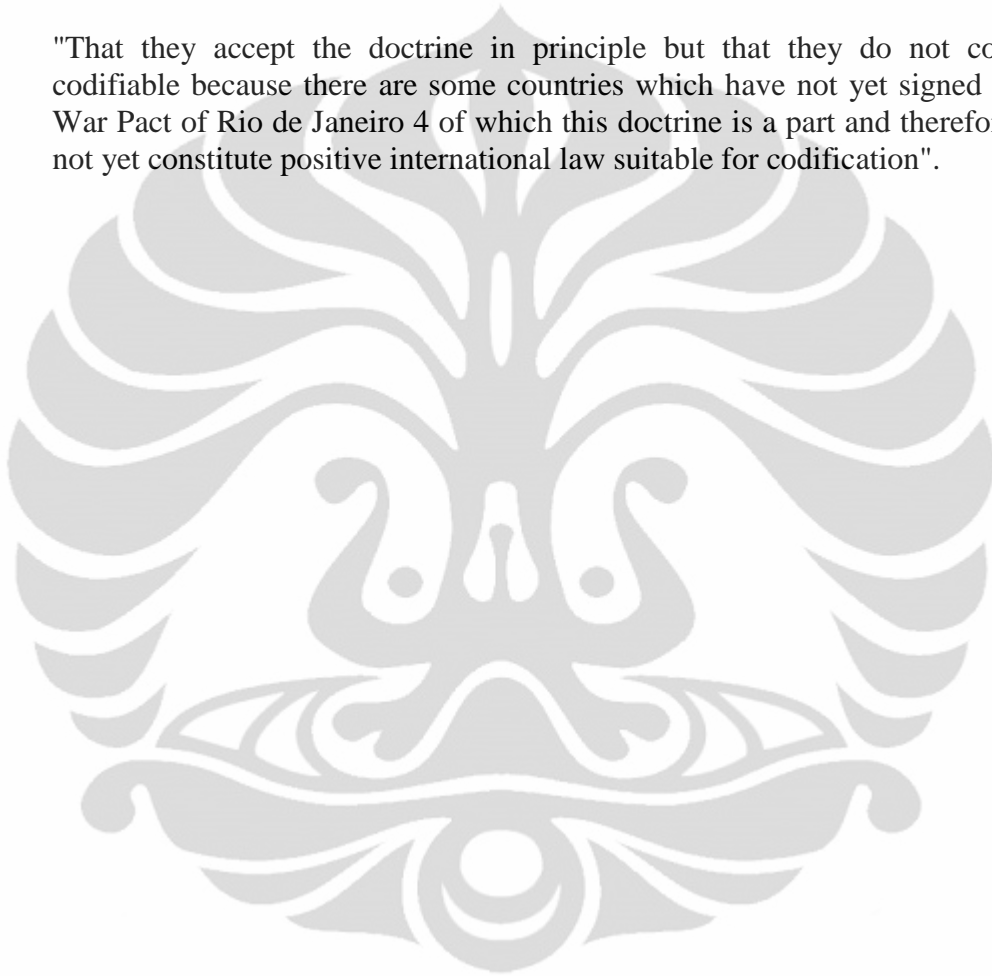 "That they accept the doctrine in principle but that they do not co
codifiable because there are some countries which have not yet signed
War Pact of Rio de Janeiro 4 of which this doctrine is a part and therefor
not yet constitute positive international law suitable for codification".